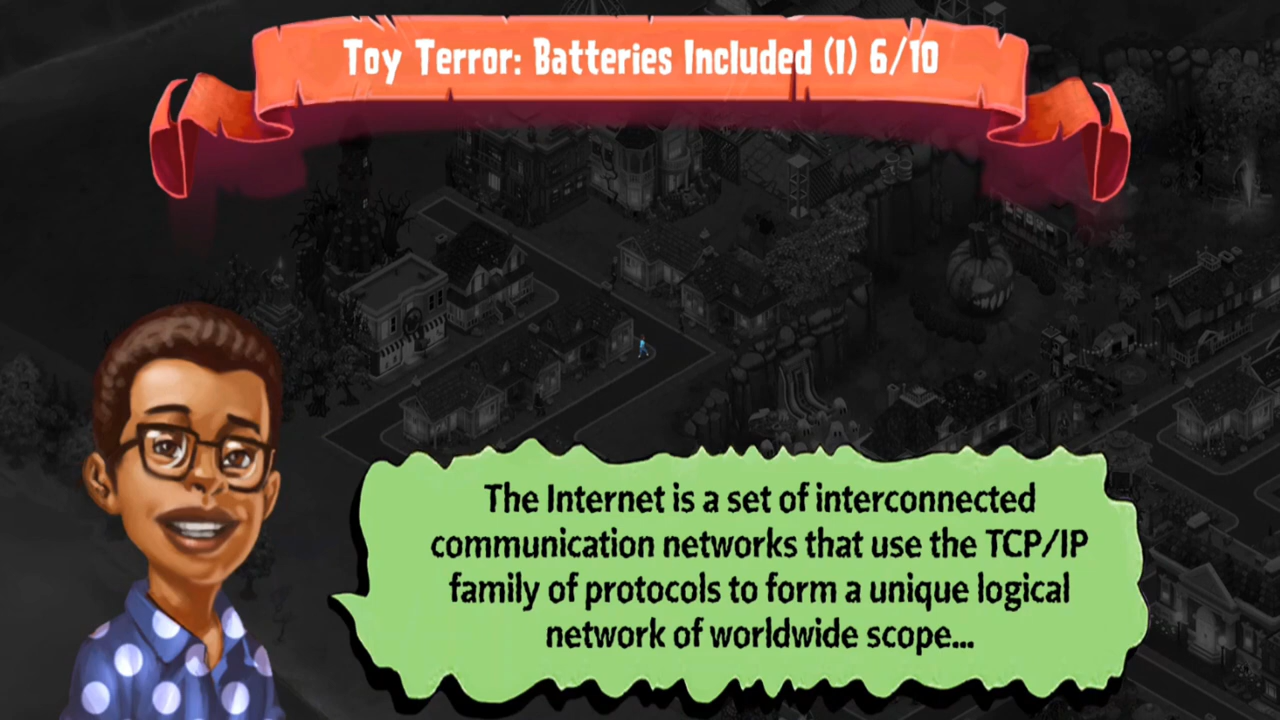 Toy Terror: Batteries Included (1) 6/10
The Internet is a set of interconnected
communication networks that use the TCP/IP
family of protocols to form a unique logical
network of worldwide scope...